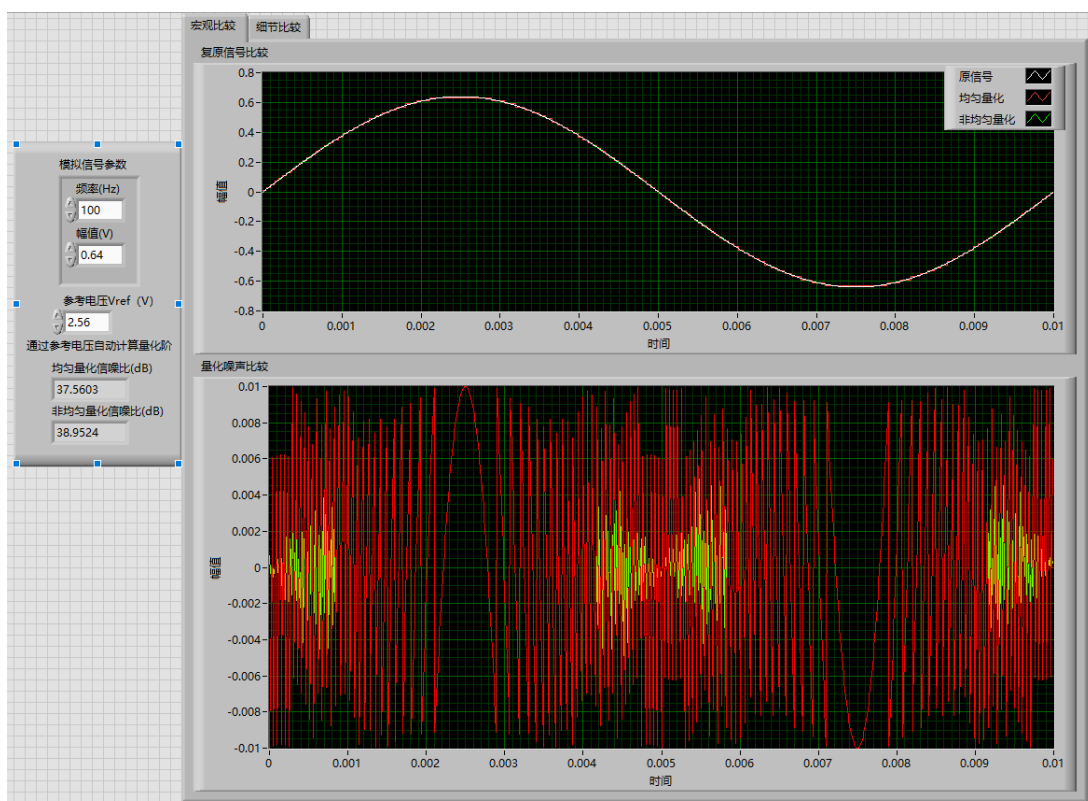 宏观比较 细节比较
复原信号比较
原信号
均匀量化
非均匀量化
幅值
0.8
0.6
0.4
0.2
0
-0.2
-0.4
-0.6
-0.8
0 0.001 0.002 0.003 0.004 0.005 0.006 0.007 0.008 0.009 0.01
时间
模拟信号参数
频率(Hz)
100
幅值(V)
0.64
参考电压Vref（V）
2.56
通过参考电压自动计算量化阶
均匀量化信噪比(dB)
37.5603
非均匀量化信噪比(dB)
38.9524
量化噪声比较
幅值
0.01
0.008
0.006
0.004
0.002
0
-0.002
-0.004
-0.006
-0.008
-0.01
0 0.001 0.002 0.003 0.004 0.005 0.006 0.007 0.008 0.009 0.01
时间